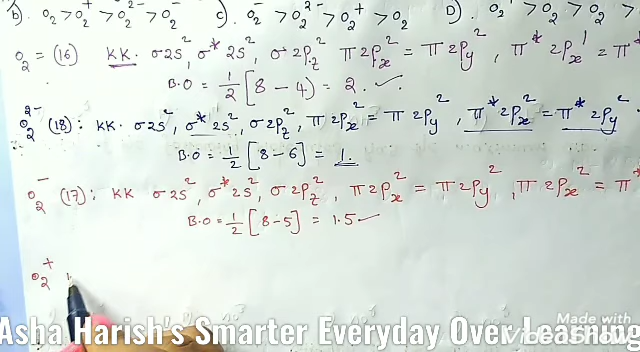 b). O₂ > O₂⁺ > O₂²⁻ > O₂⁻ c). O₂⁻ > O₂²⁻ > O₂⁺ > O₂ D). > O₂ > O₂ >
O₂ = (16) KK. σ2s², σ*2s², σ2Pz² π2Px² = π2Py², π*2Px¹ = π*
B.O = 1/2 [8 - 4) = 2.
O₂²⁻ (18): KK. σ2s², σ*2s², σ2Pz², π2Px² = π2Py², π*2Px² = π*2Py²
B.O = 1/2 [8-6] = 1.
O₂⁻ (17): KK σ2s², σ*2s², σ2Pz², π2Px² = π2Py², π2Px² = π*
B.O = 1/2 [8-5] = 1.5
O₂⁺
Made with
VideoShow
Asha Harish's Smarter Everyday Over Learning